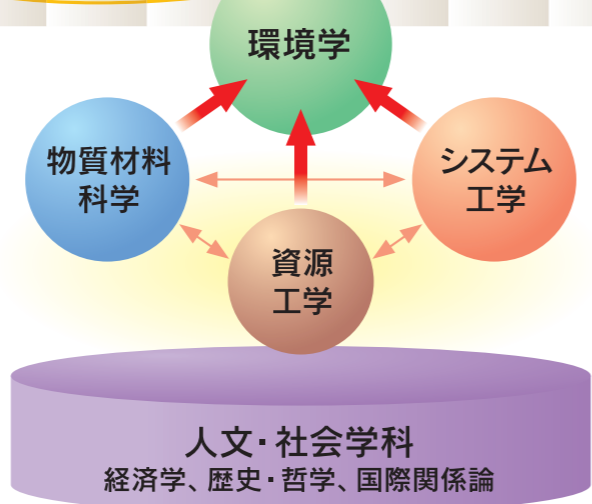 環境学
物質材料
科学
システム
工学
資源
工学
人文・社会学科
経済学、歴史・哲学、国際関係論